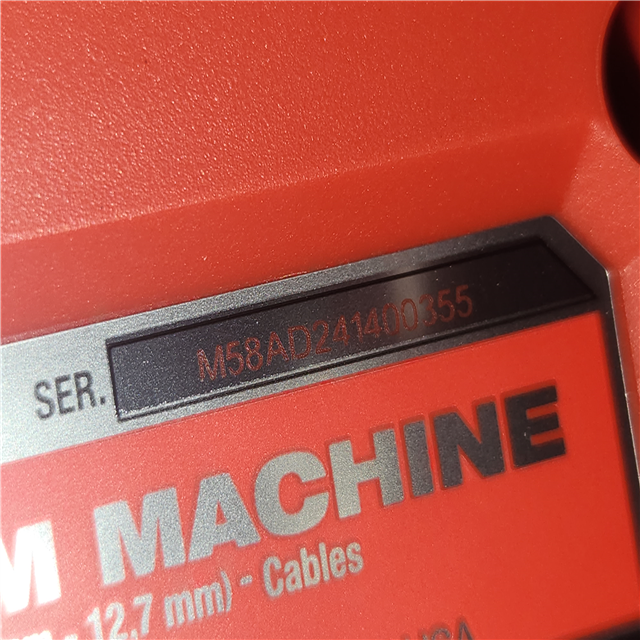 SER. M58AD241400355
M MACHINE
12,7 mm) - Cables